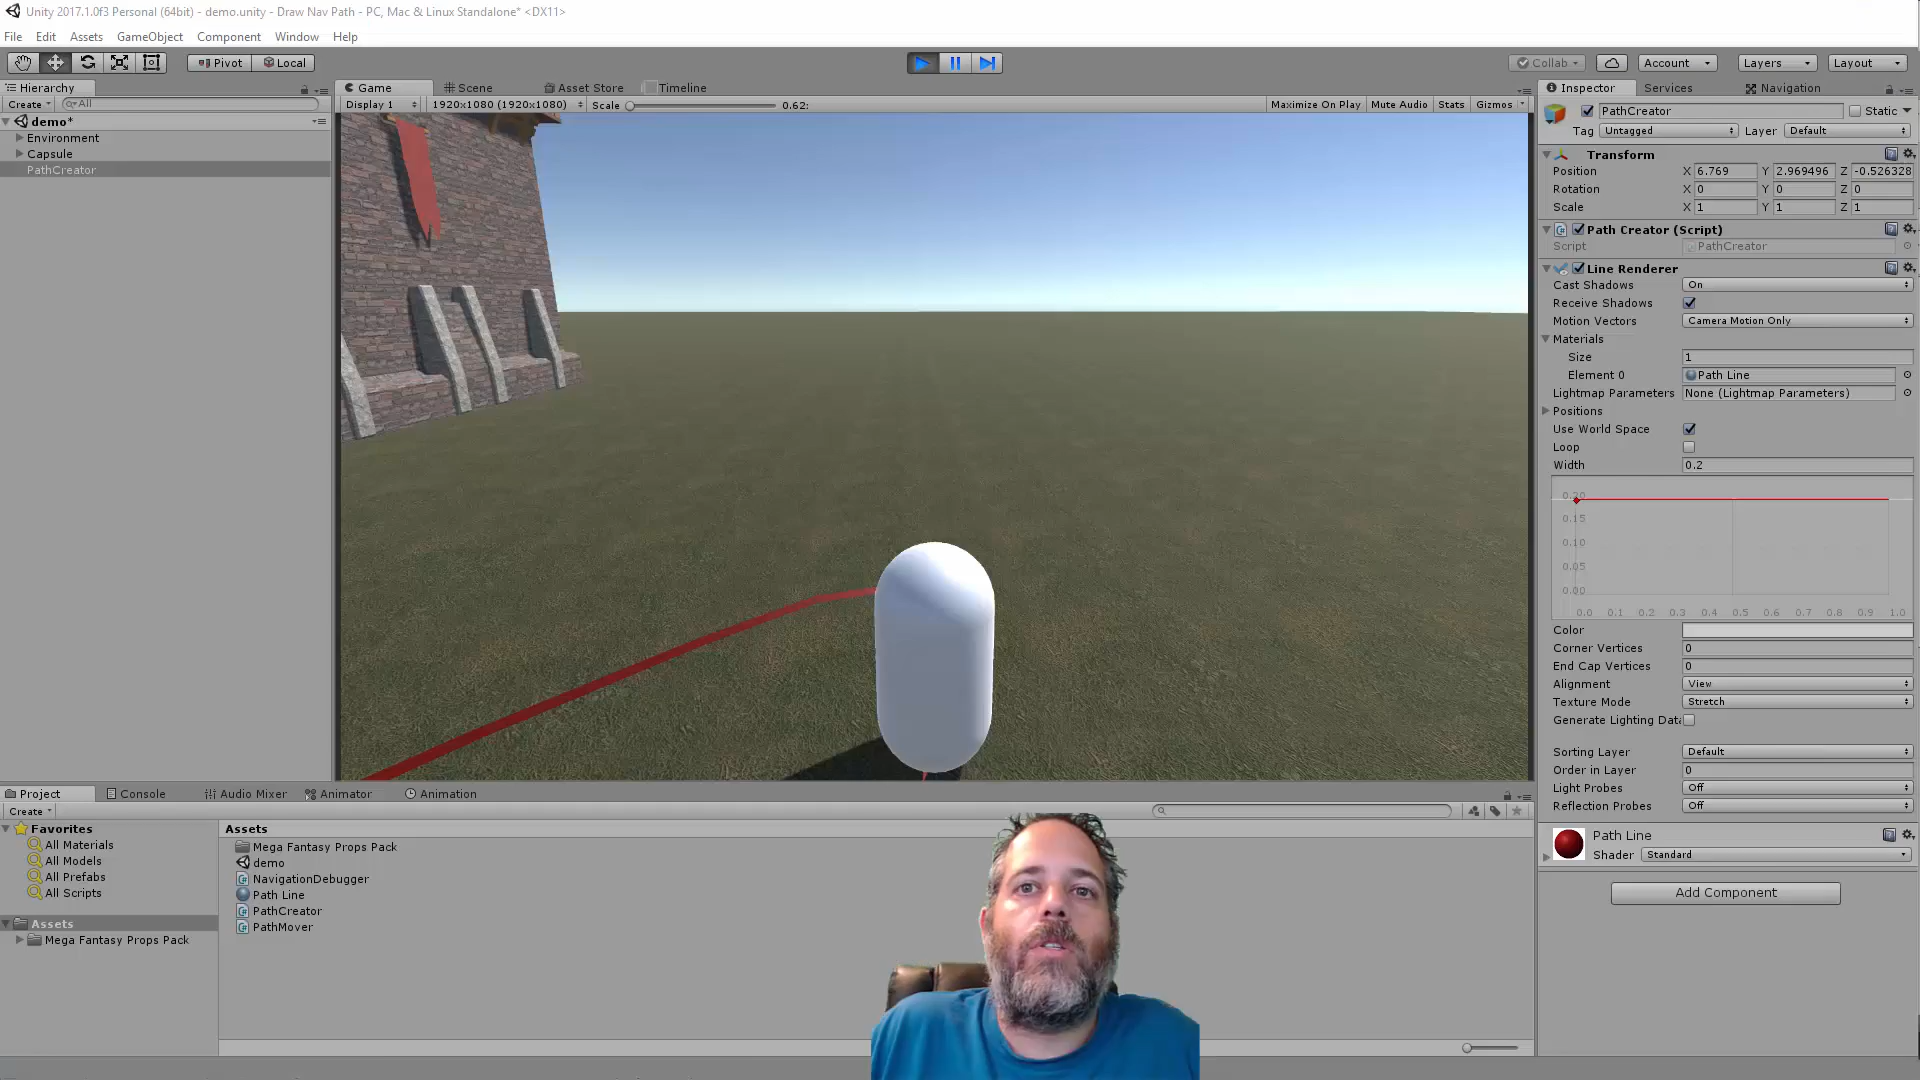 Unity 2017.1.0f3 Personal (64bit) - demo.unity - Draw Nav Path - PC, Mac & Linux Standalone* <DX11>
File Edit Assets GameObject Component Window Help
Pivot Local Collab Account Layers Layout
Hierarchy
Create All
demo*
Environment
Capsule
PathCreator
Game Scene Asset Store Timeline
Display 1 1920x1080 (1920x1080) Scale 0.62: Maximize On Play Mute Audio Stats Gizmos
Inspector Services Navigation
PathCreator Static
Tag Untagged Layer Default
Transform
Position X 6.769 Y 2.969496 Z -0.526328
Rotation X 0 Y 0 Z 0
Scale X 1 Y 1 Z 1
Path Creator (Script)
Script PathCreator
Line Renderer
Cast Shadows On
Receive Shadows
Motion Vectors Camera Motion Only
Materials
Size 1
Element 0 Path Line
Lightmap Parameters None (Lightmap Parameters)
Positions
Use World Space
Loop
Width 0.2
0.20
0.15
0.10
0.05
0.00
0.0 0.1 0.2 0.3 0.4 0.5 0.6 0.7 0.8 0.9 1.0
Color
Corner Vertices 0
End Cap Vertices 0
Alignment View
Texture Mode Stretch
Generate Lighting Data
Sorting Layer Default
Order in Layer 0
Light Probes Off
Reflection Probes Off
Path Line
Shader Standard
Add Component
Project Console Audio Mixer Animator Animation
Create
Favorites
All Materials
All Models
All Prefabs
All Scripts
Assets
Mega Fantasy Props Pack
Assets
Mega Fantasy Props Pack
demo
NavigationDebugger
Path Line
PathCreator
PathMover